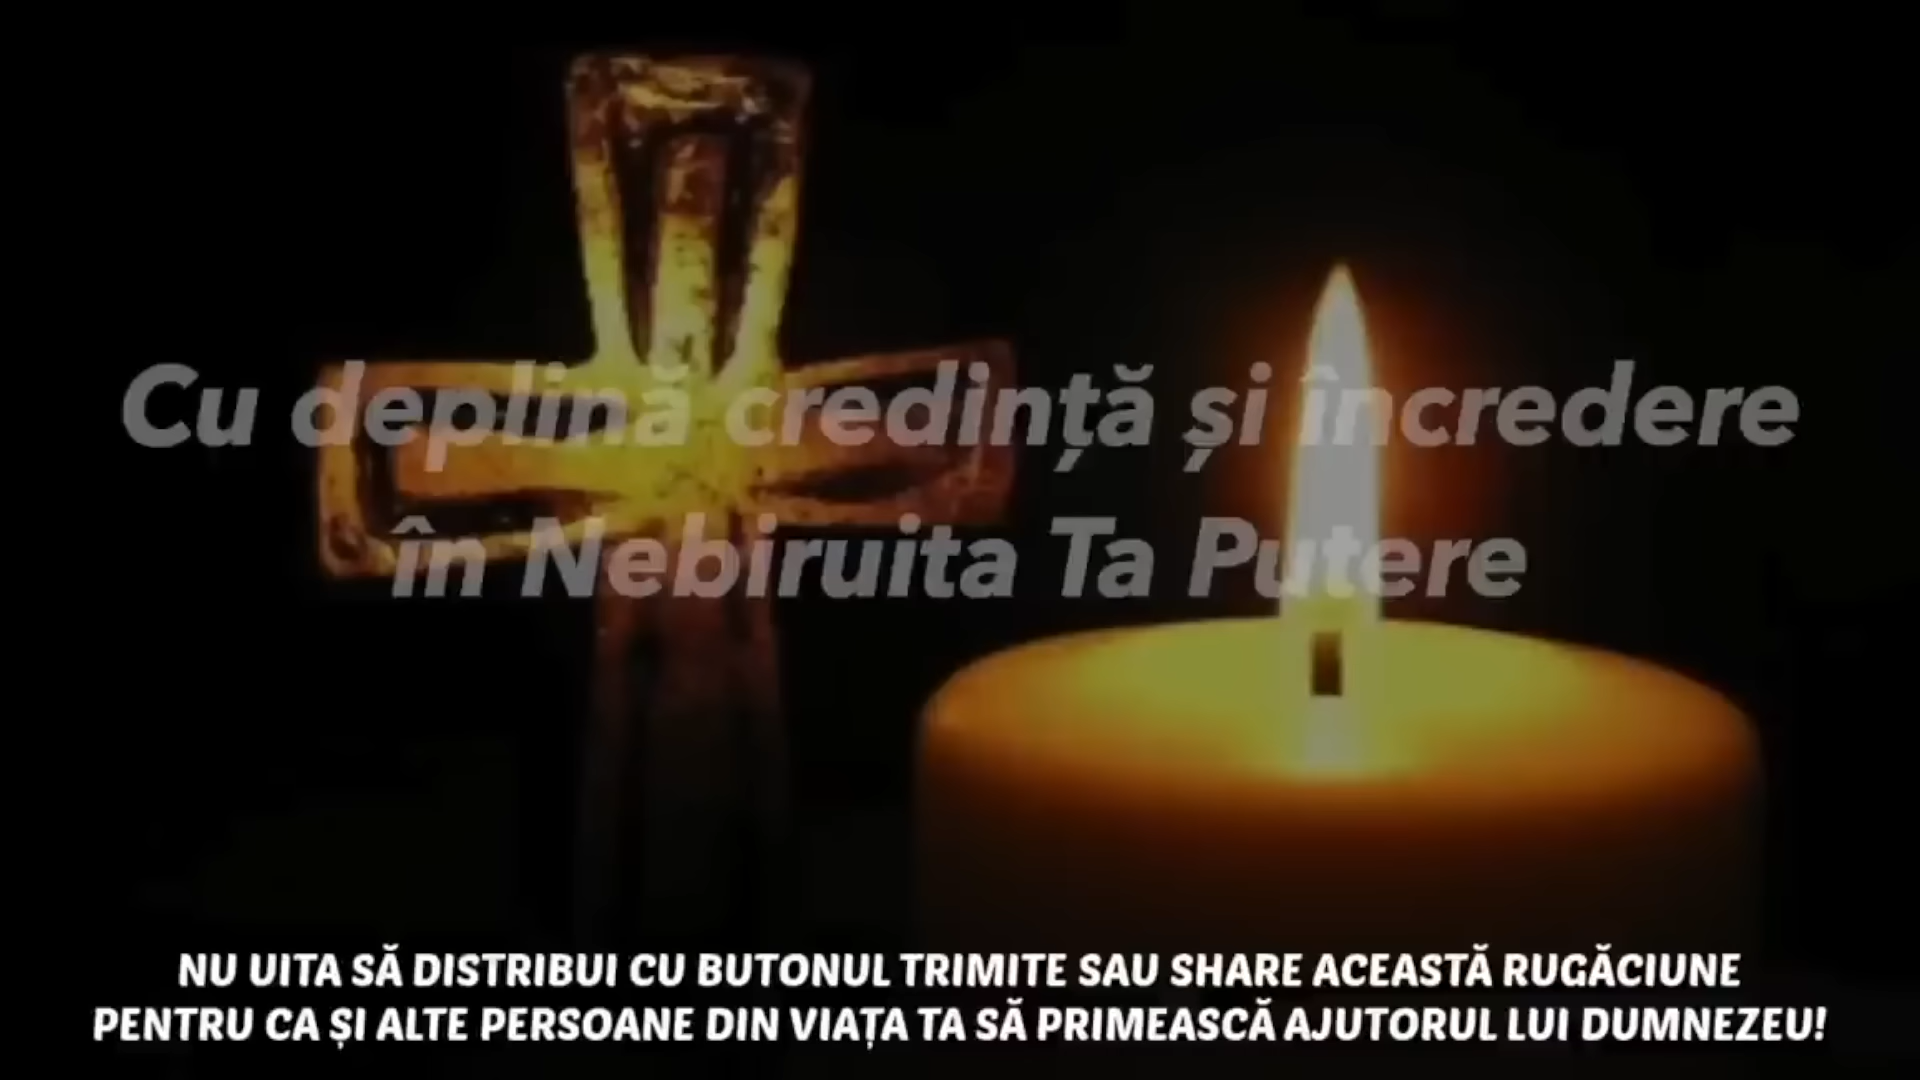 Cu deplină credință și încredere
în Nebiruita Ta Putere
NU UITA SĂ DISTRIBUI CU BUTONUL TRIMITE SAU SHARE ACEASTĂ RUGĂCIUNE
PENTRU CA ȘI ALTE PERSOANE DIN VIAȚA TA SĂ PRIMEASCĂ AJUTORUL LUI DUMNEZEU!